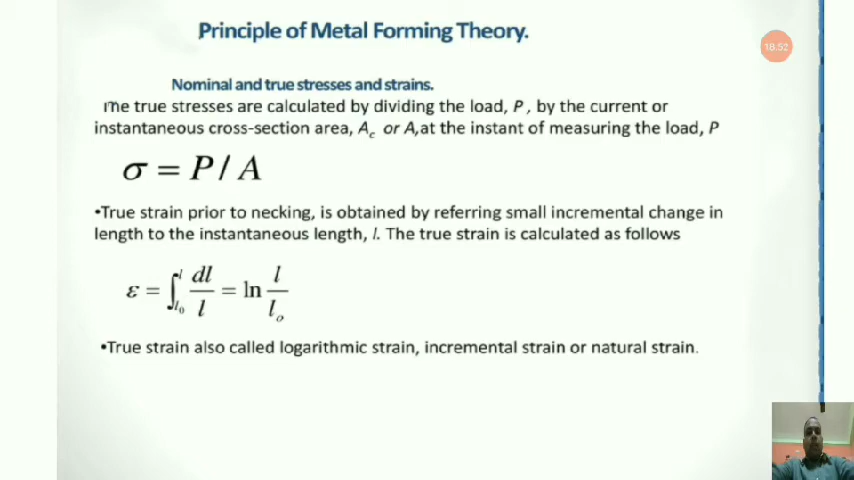 Principle of Metal Forming Theory.
18:52
Nominal and true stresses and strains.
The true stresses are calculated by dividing the load, P, by the current or
instantaneous cross-section area, A_c or A, at the instant of measuring the load, P
σ = P / A
•True strain prior to necking, is obtained by referring small incremental change in
length to the instantaneous length, l. The true strain is calculated as follows
ε = ∫_{l_0}^{l} dl/l = ln l/l_o
•True strain also called logarithmic strain, incremental strain or natural strain.